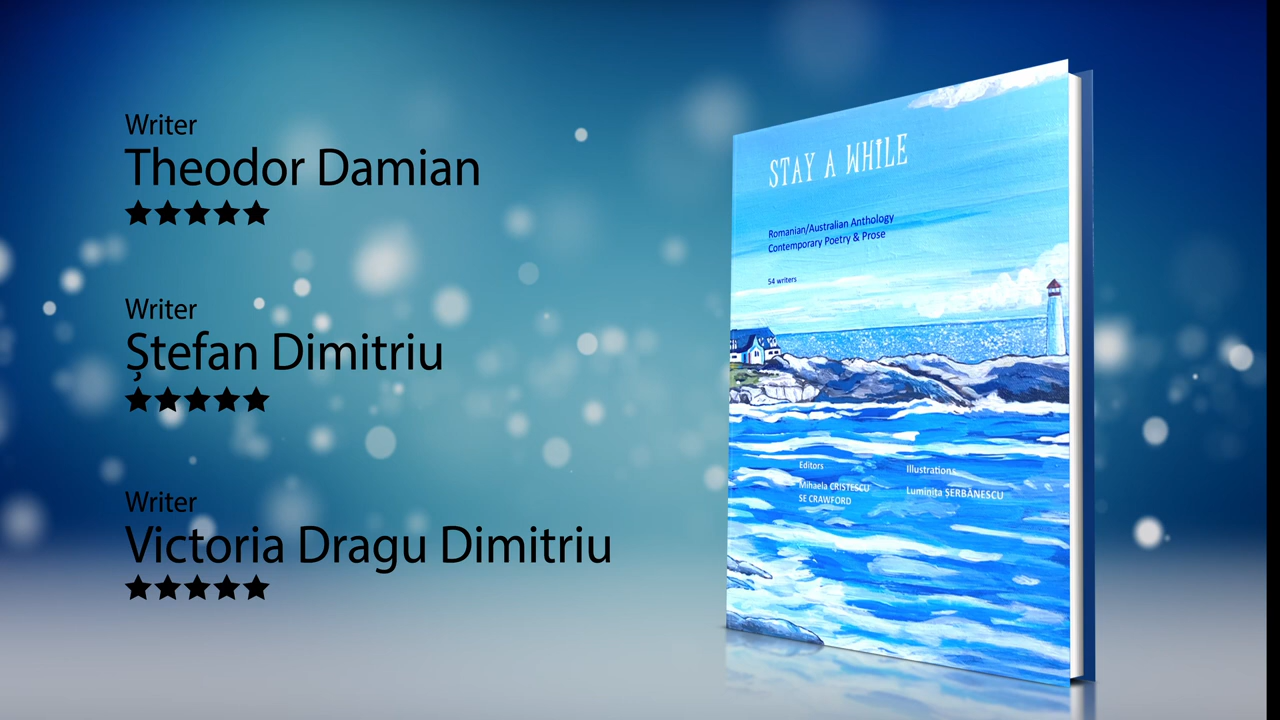 Writer
Theodor Damian
★★★★★
Writer
Ștefan Dimitriu
★★★★★
Writer
Victoria Dragu Dimitriu
★★★★★
STAY A WHILE
Romanian/Australian Anthology
Contemporary Poetry & Prose
54 writers
Editors
Mihaela CRISTESCU
SE CRAWFORD
Illustrations
Luminița ȘERBĂNESCU